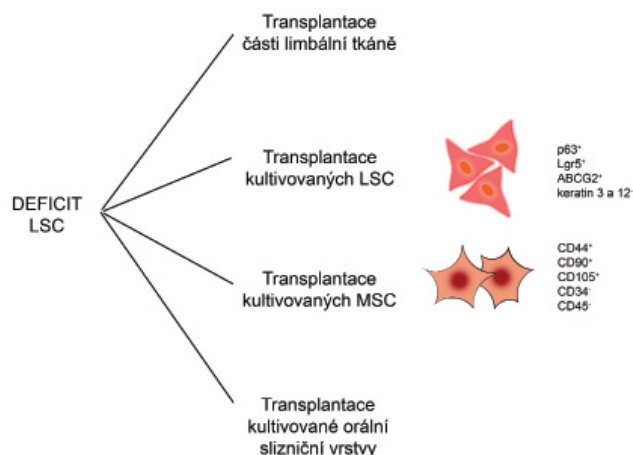 Transplantace
části limbální tkáně
Transplantace
kultivovaných LSC
p63⁺
Lgr5⁺
ABCG2⁺
keratin 3 a 12⁻
DEFICIT
LSC
Transplantace
kultivovaných MSC
CD44⁺
CD90⁺
CD105⁺
CD34⁻
CD45⁻
Transplantace
kultivované orální
slizniční vrstvy